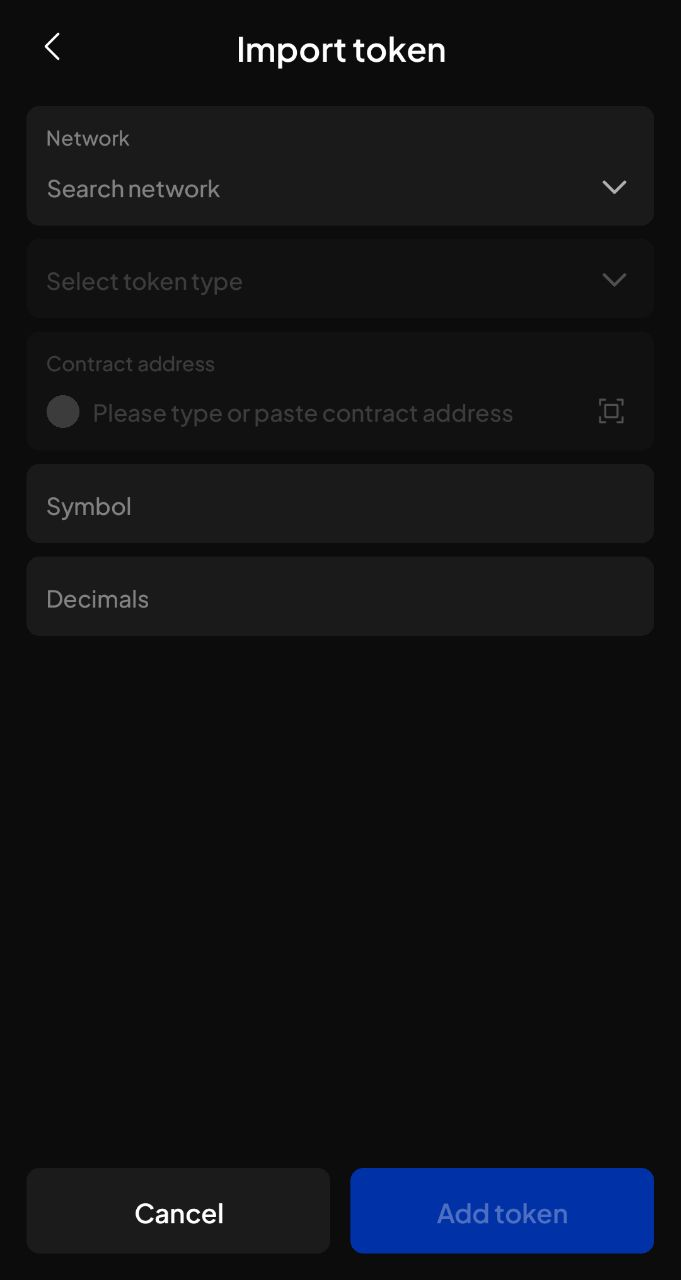 Import token
Network
Search network
Select token type
Contract address
Please type or paste contract address
Symbol
Decimals
Cancel
Add token